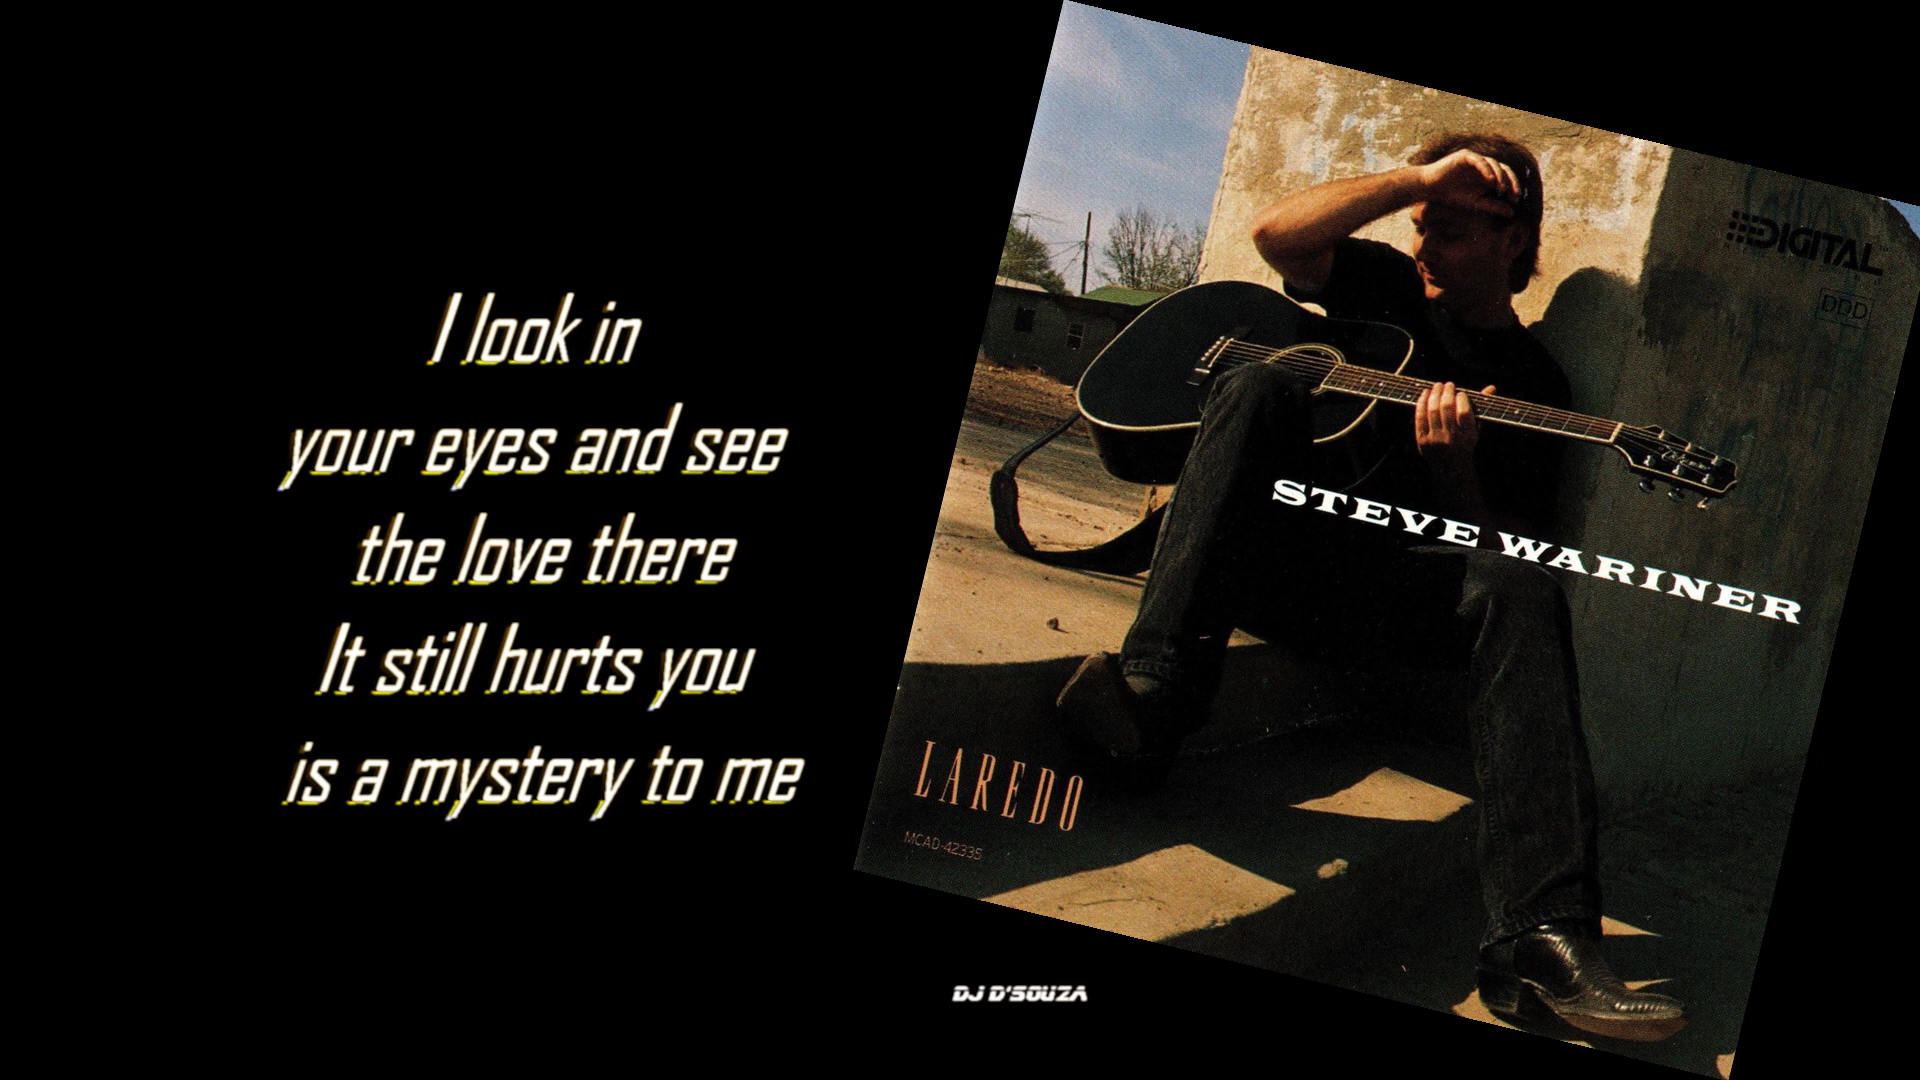 I look in
your eyes and see
the love there
It still hurts you
is a mystery to me
DIGITAL
DDD
STEVE WARINER
LAREDO
MCAD-42335
DJ D'SOUZA